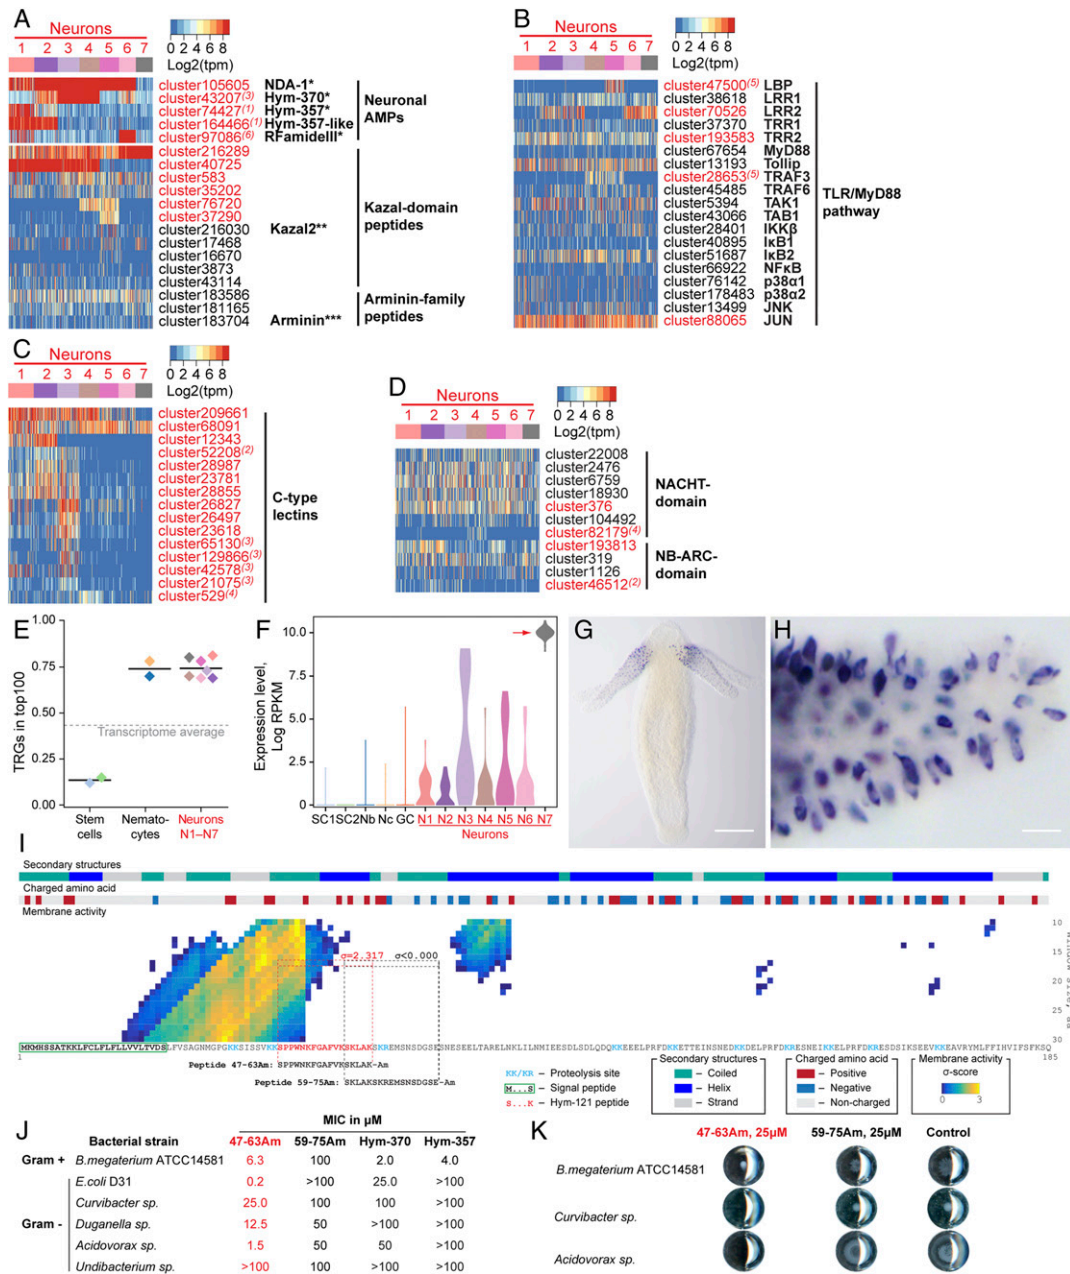 A
Neurons
1 2 3 4 5 6 7
0 2 4 6 8
Log2(tpm)
cluster105605 NDA-1*
cluster43207(3) Hym-370*
cluster74427(1) Hym-357*
cluster164466(1) Hym-357-like
cluster97086(6) RFamideIII*
Neuronal
AMPs
cluster216289
cluster40725
cluster583
cluster35202
cluster76720
cluster37290
cluster216030 Kazal2**
cluster17468
cluster16670
cluster3873
cluster43114
Kazal-domain
peptides
cluster183586
cluster181165
cluster183704 Arminin***
Arminin-family
peptides
B
Neurons
1 2 3 4 5 6 7
0 2 4 6 8
Log2(tpm)
cluster47500(5) LBP
cluster38618 LRR1
cluster70526 LRR2
cluster37370 TRR1
cluster193583 TRR2
cluster67654 MyD88
cluster13193 Tollip
cluster28653(5) TRAF3
cluster45485 TRAF6
cluster5394 TAK1
cluster43066 TAB1
cluster28401 IKKβ
cluster40895 IκB1
cluster51687 IκB2
cluster66922 NFκB
cluster76142 p38α1
cluster178483 p38α2
cluster13499 JNK
cluster88065 JUN
TLR/MyD88
pathway
C
Neurons
1 2 3 4 5 6 7
0 2 4 6 8
Log2(tpm)
cluster209661
cluster68091
cluster12343
cluster52208(2)
cluster28987
cluster23781
cluster28855
cluster26827
cluster26497
cluster23618
cluster65130(3)
cluster129866(3)
cluster42578(3)
cluster21075(3)
cluster529(4)
C-type
lectins
D
Neurons
1 2 3 4 5 6 7
0 2 4 6 8
Log2(tpm)
cluster22008
cluster2476
cluster6759
cluster18930
cluster376
cluster104492
cluster82179(4)
cluster193813
cluster319
cluster1126
cluster46512(2)
NACHT-
domain
NB-ARC-
domain
E
TRGs in top100
1.00
0.75
0.50
0.25
0.00
Transcriptome average
Stem
cells
Nemato-
cytes
Neurons
N1–N7
F
Expression level,
Log RPKM
10.0
7.5
5.0
2.5
0
SC1 SC2 Nb Nc GC N1 N2 N3 N4 N5 N6 N7
Neurons
G
H
I
Secondary structures
Charged amino acid
Membrane activity
σ=2.317 σ<0.000
10
15
20
25
30
1
185
Peptide 47-63Am: SPPWNKFGAFVKSKLAK-Am
Peptide 59-75Am: SKLAKSKREMSNDGSE-Am
KK/KR – Proteolysis site
M...S – Signal peptide
S...K – Hym-121 peptide
Secondary structures
– Coiled
– Helix
– Strand
Charged amino acid
– Positive
– Negative
– Non-charged
Membrane activity
σ-score
0 3
J
MIC in μM
Bacterial strain 47-63Am 59-75Am Hym-370 Hym-357
Gram + B.megaterium ATCC14581 6.3 100 2.0 4.0
E.coli D31 0.2 >100 25.0 >100
Curvibacter sp. 25.0 100 100 >100
Gram - Duganella sp. 12.5 50 >100 >100
Acidovorax sp. 1.5 50 50 >100
Undibacterium sp. >100 100 >100 >100
K
47-63Am, 25μM 59-75Am, 25μM Control
B.megaterium ATCC14581
Curvibacter sp.
Acidovorax sp.